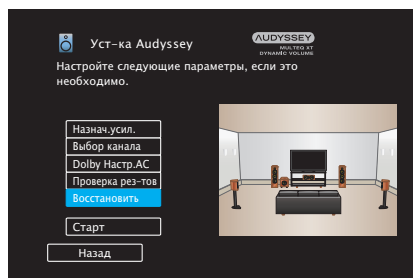 Уст-ка Audyssey
AUDYSSEY
MULTEQ XT
DYNAMIC VOLUME
Настройте следующие параметры, если это
необходимо.
Назнач.усил.
Выбор канала
Dolby Настр.АС
Проверка рез-тов
Восстановить
Старт
Назад